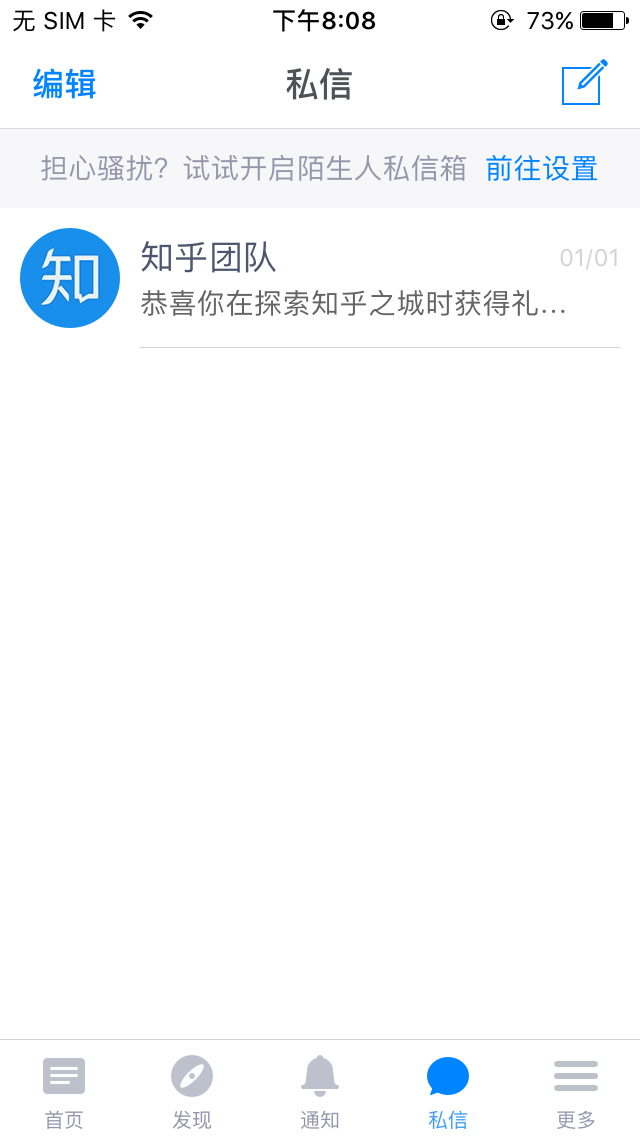 无 SIM 卡 下午8:08 73%
编辑 私信
担心骚扰？试试开启陌生人私信箱 前往设置
知 知乎团队 01/01
恭喜你在探索知乎之城时获得礼...
首页 发现 通知 私信 更多